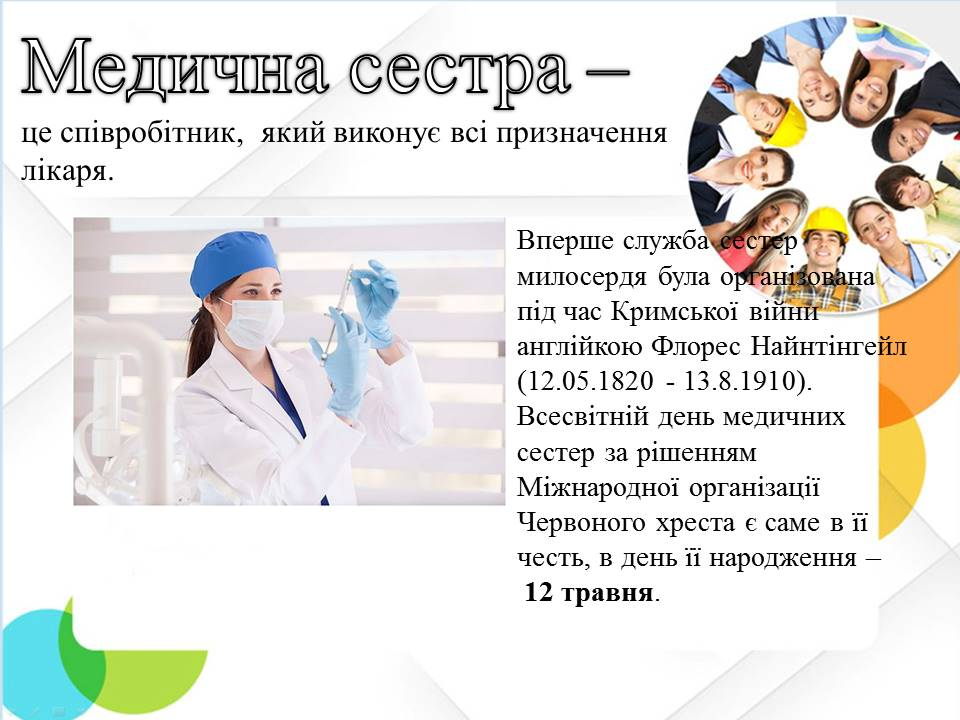 Медична сестра –
це співробітник, який виконує всі призначення
лікаря.
Вперше служба сестер
милосердя була організована
під час Кримської війни
англійкою Флорес Найнтінгейл
(12.05.1820 - 13.8.1910).
Всесвітній день медичних
сестер за рішенням
Міжнародної організації
Червоного хреста є саме в її
честь, в день її народження –
12 травня.